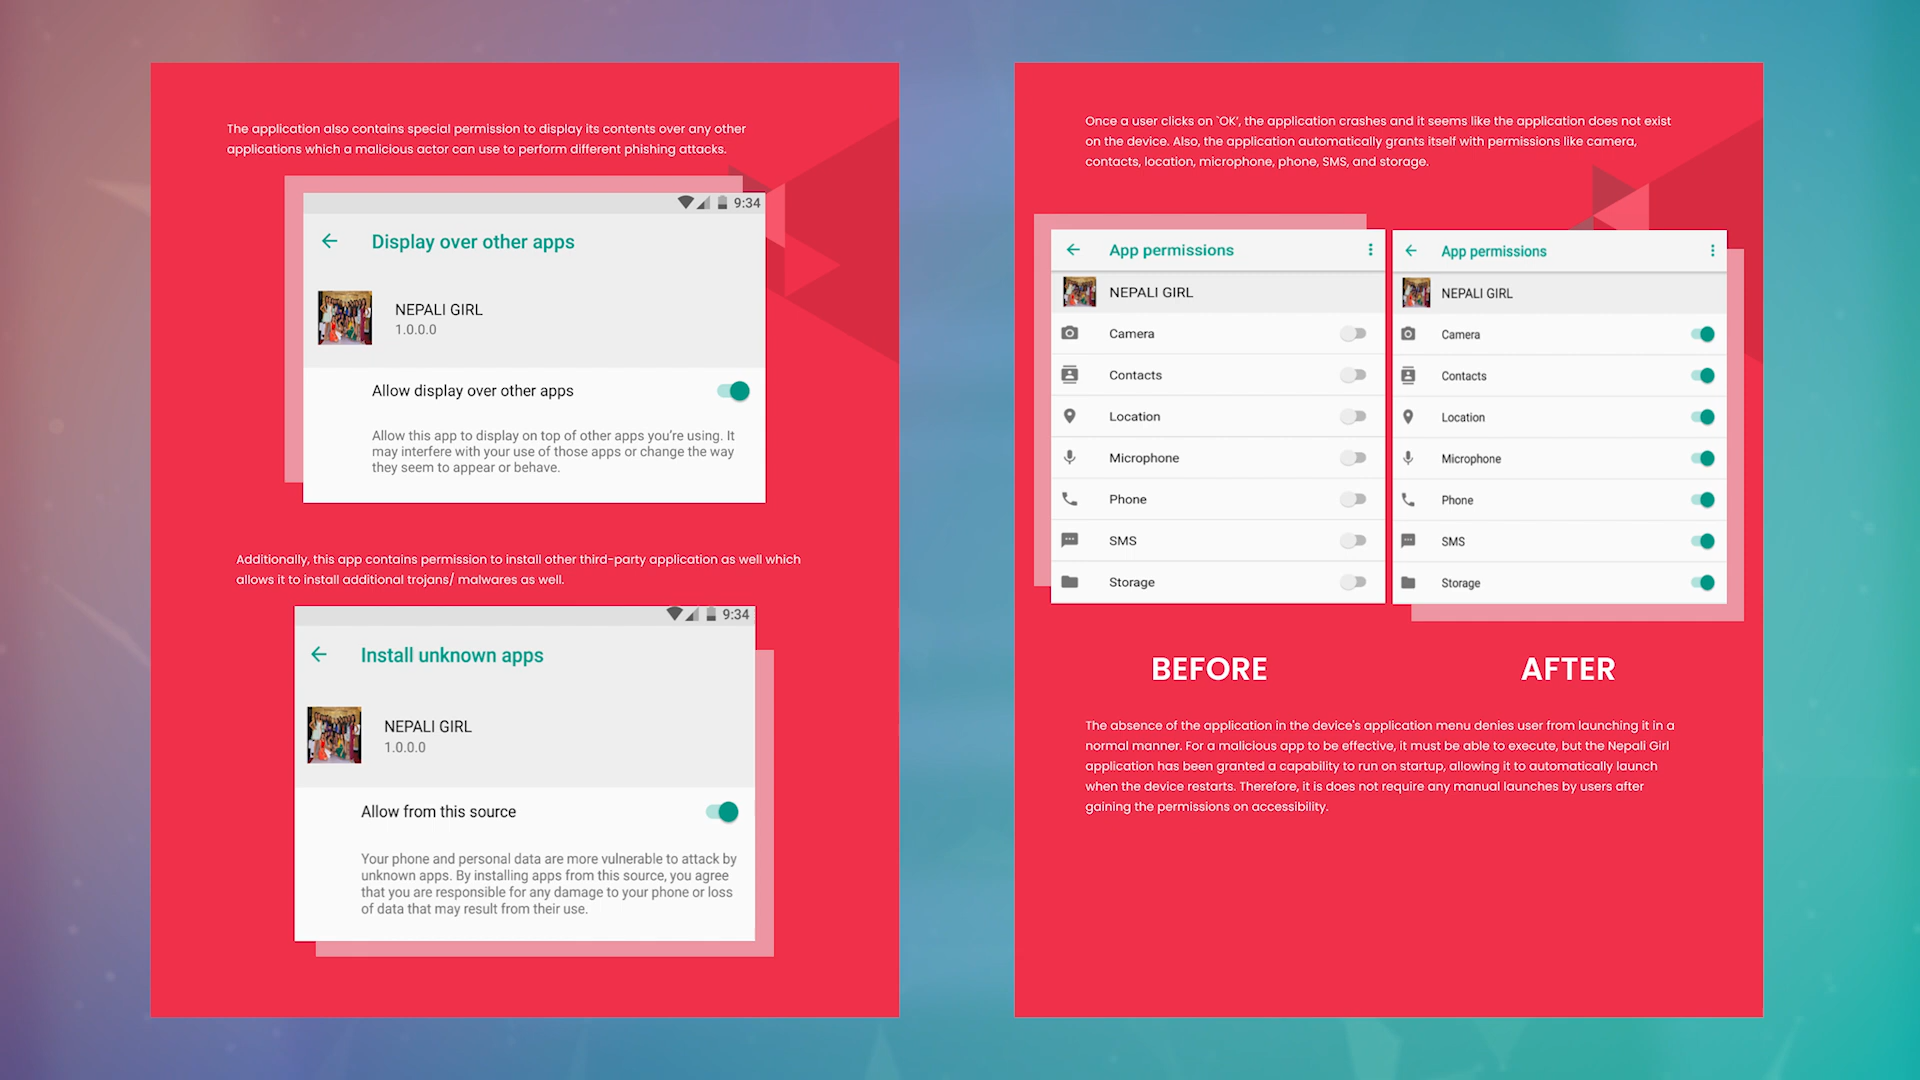 The application also contains special permission to display its contents over any other
applications which a malicious actor can use to perform different phishing attacks.
9:34
Display over other apps
NEPALI GIRL
1.0.0.0
Allow display over other apps
Allow this app to display on top of other apps you're using. It
may interfere with your use of those apps or change the way
they seem to appear or behave.
Additionally, this app contains permission to install other third-party application as well which
allows it to install additional trojans/ malwares as well.
9:34
Install unknown apps
NEPALI GIRL
1.0.0.0
Allow from this source
Your phone and personal data are more vulnerable to attack by
unknown apps. By installing apps from this source, you agree
that you are responsible for any damage to your phone or loss
of data that may result from their use.
Once a user clicks on `OK', the application crashes and it seems like the application does not exist
on the device. Also, the application automatically grants itself with permissions like camera,
contacts, location, microphone, phone, SMS, and storage.
App permissions
NEPALI GIRL
Camera
Contacts
Location
Microphone
Phone
SMS
Storage
App permissions
NEPALI GIRL
Camera
Contacts
Location
Microphone
Phone
SMS
Storage
BEFORE
AFTER
The absence of the application in the device's application menu denies user from launching it in a
normal manner. For a malicious app to be effective, it must be able to execute, but the Nepali Girl
application has been granted a capability to run on startup, allowing it to automatically launch
when the device restarts. Therefore, it is does not require any manual launches by users after
gaining the permissions on accessibility.